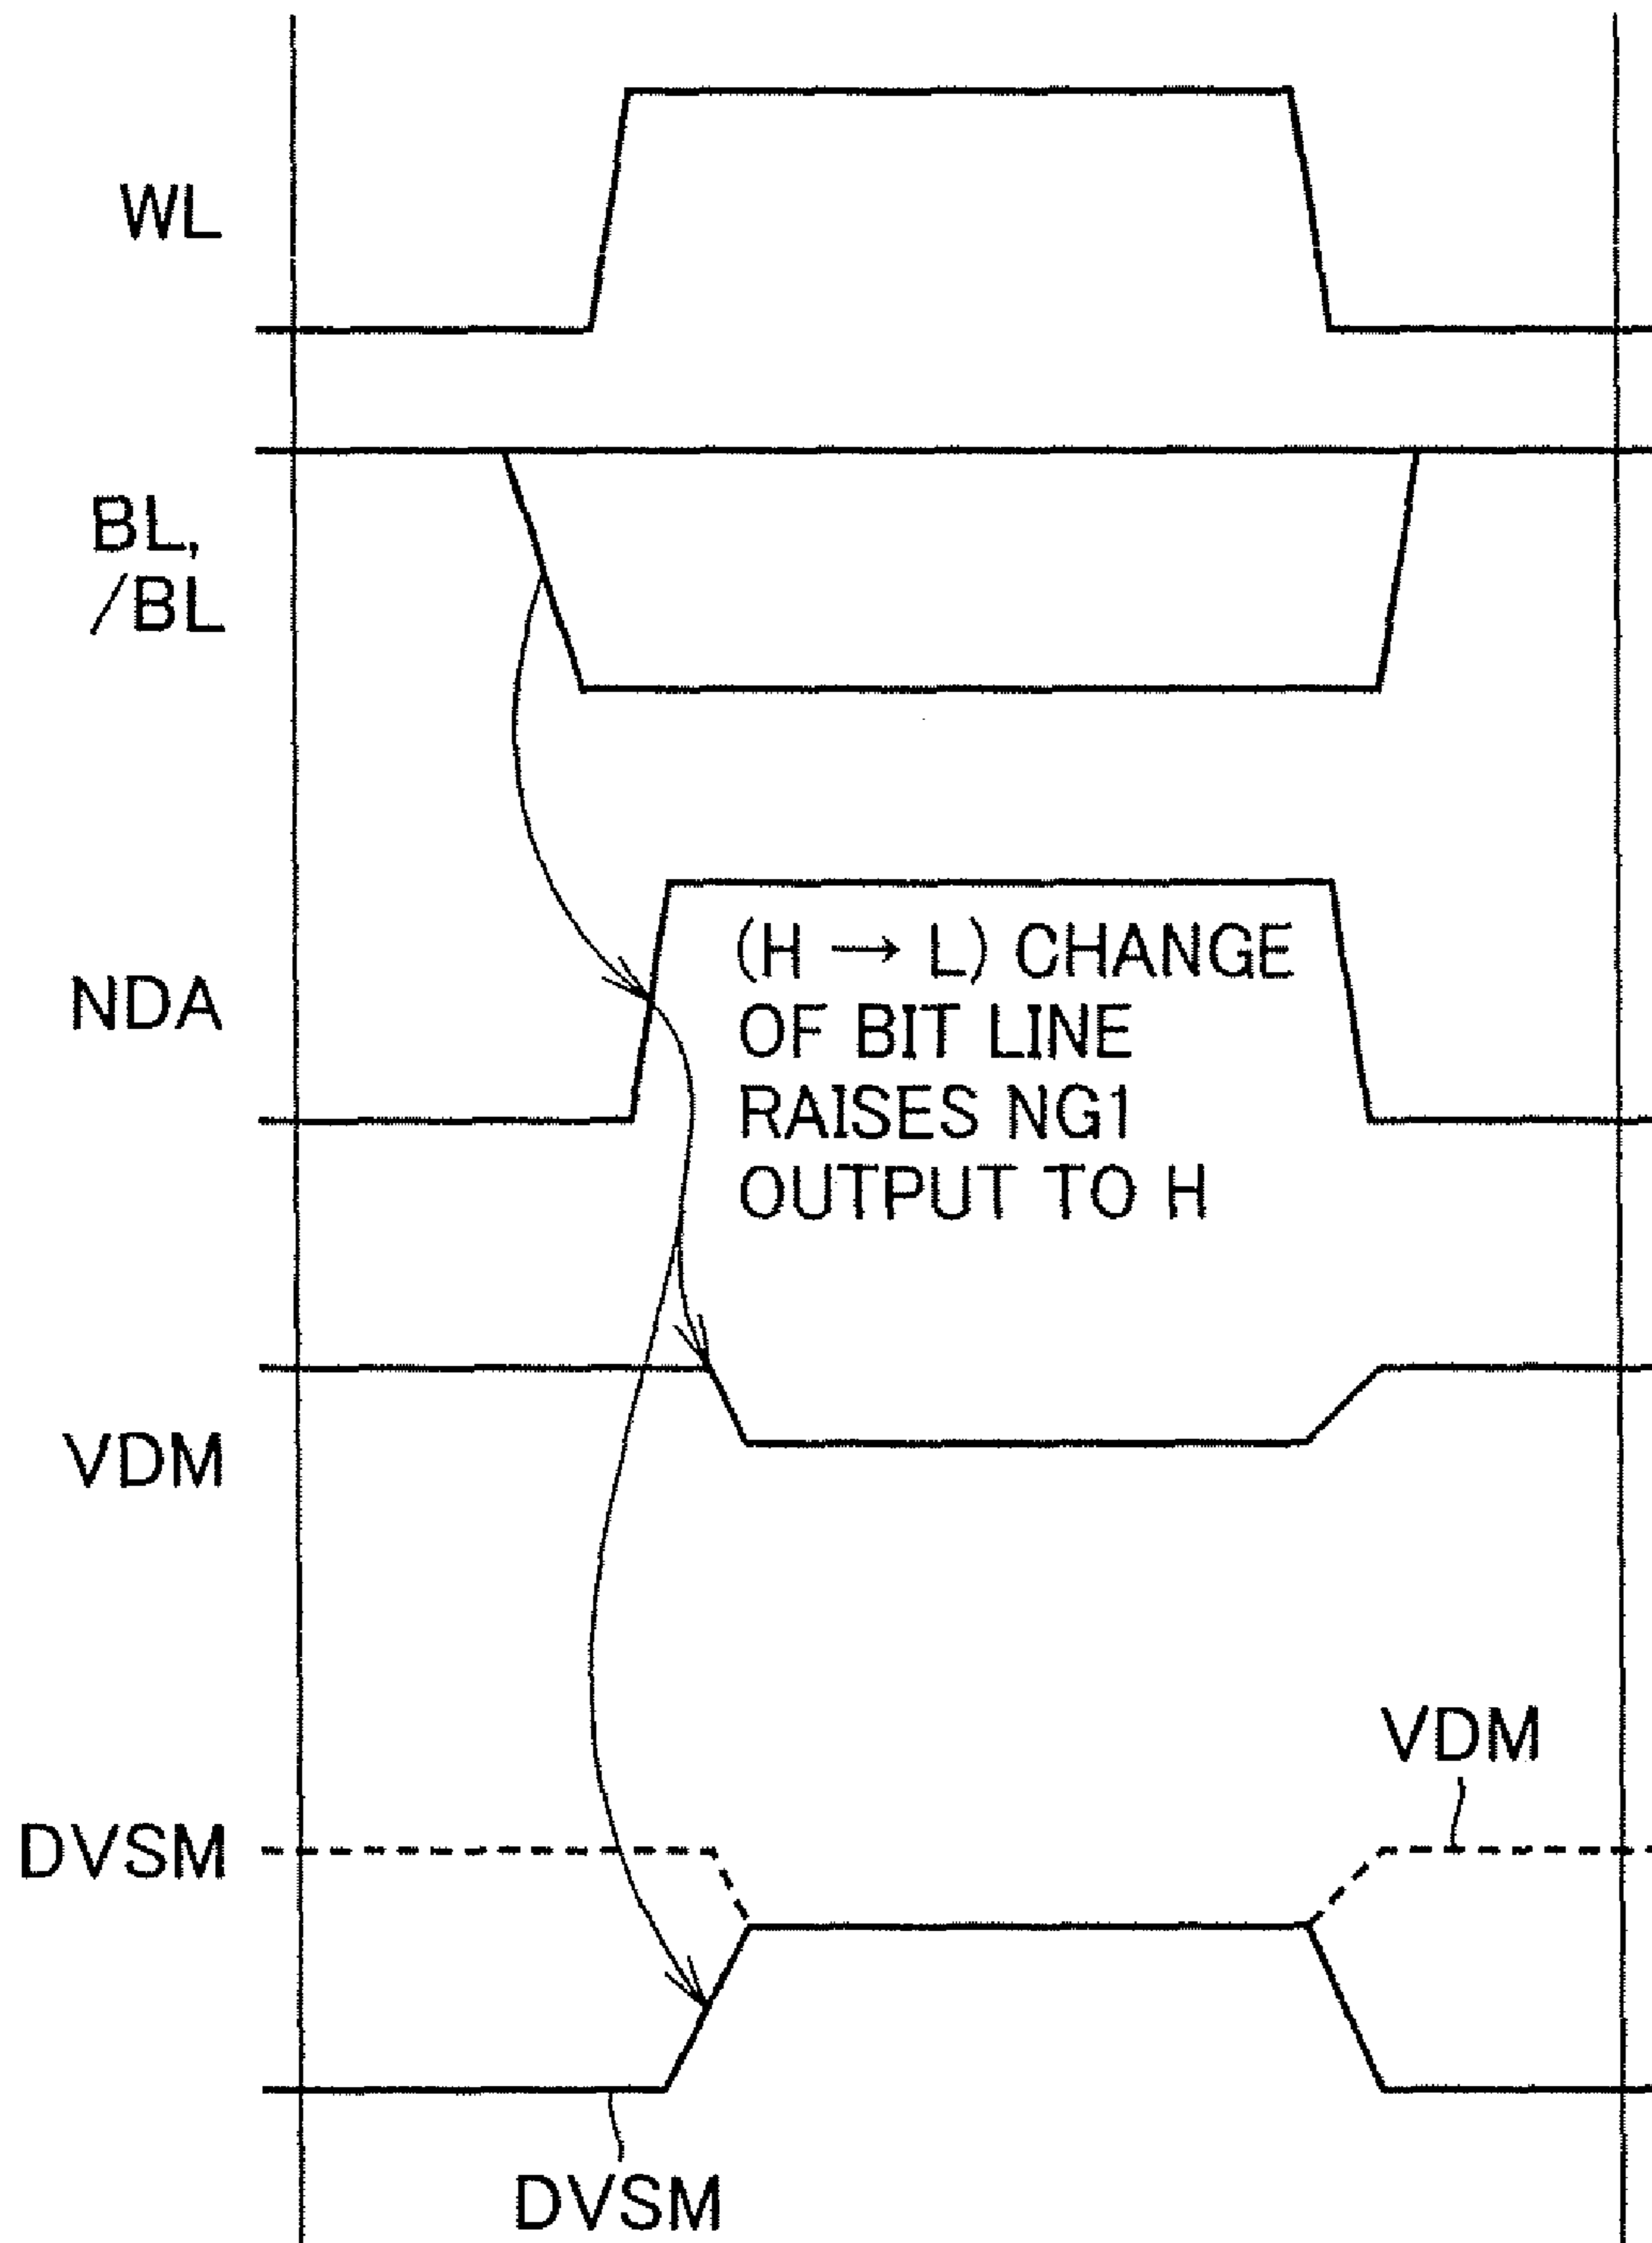 WL
BL,
/BL
NDA
(H → L) CHANGE
OF BIT LINE
RAISES NG1
OUTPUT TO H
VDM
VDM
DVSM
DVSM